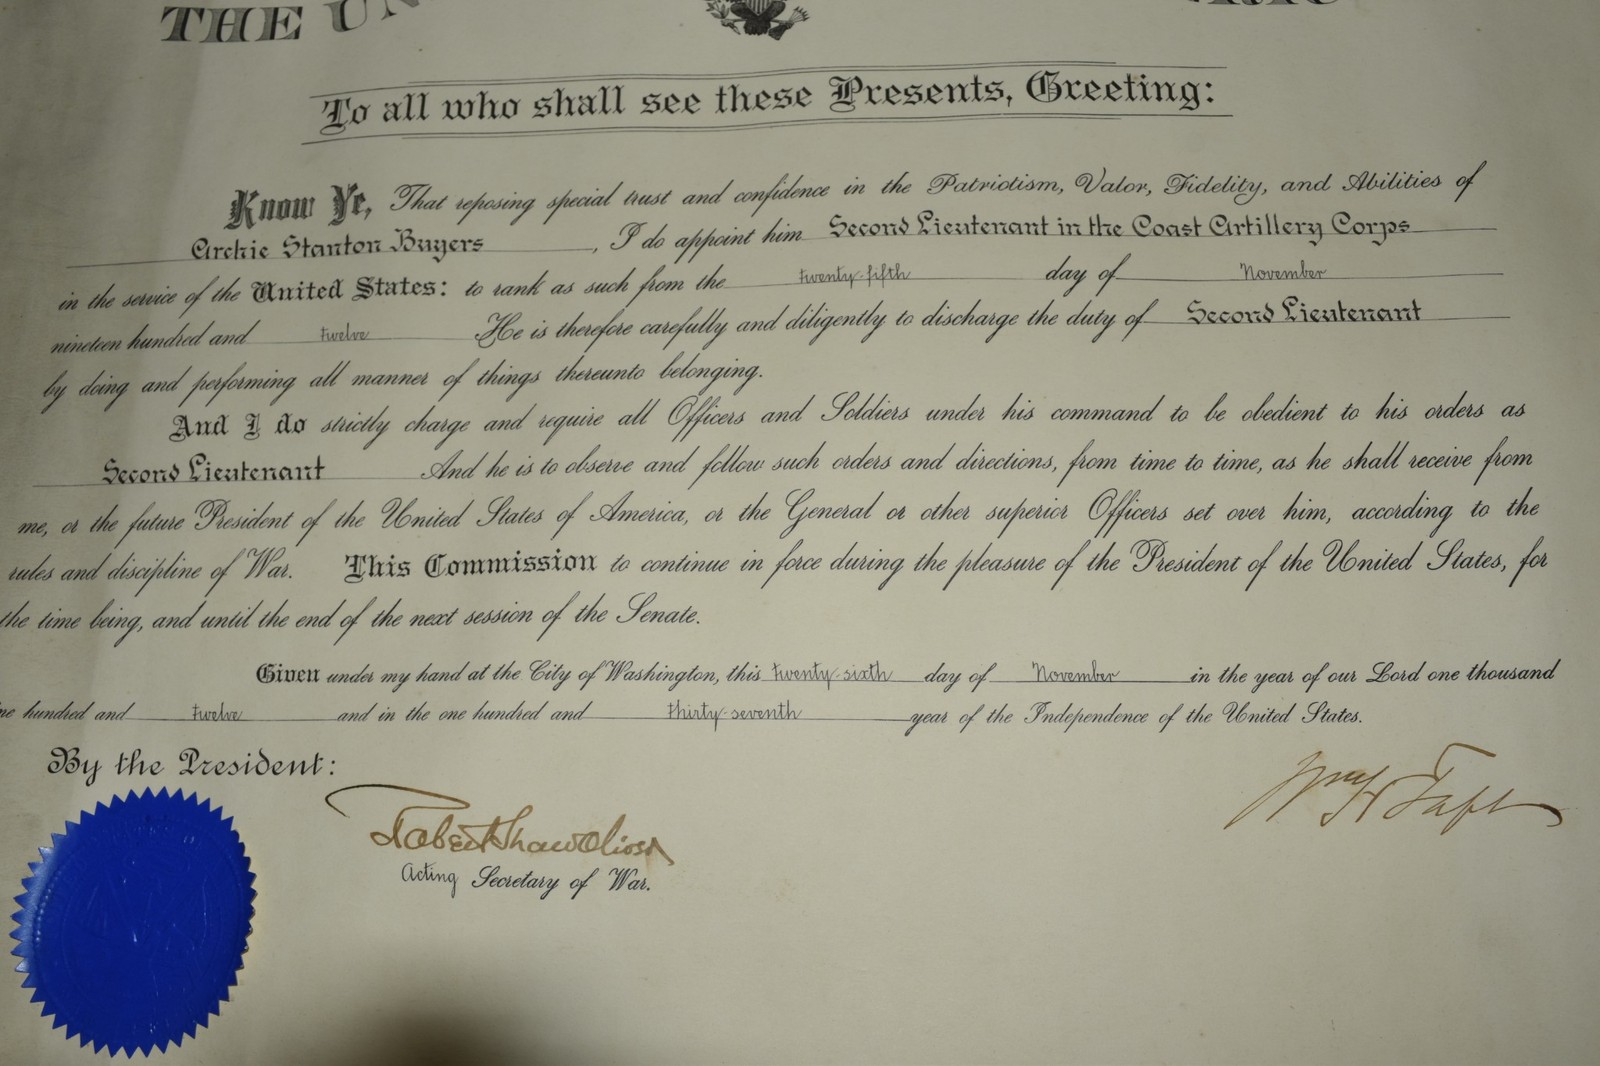 THE UN
To all who shall see these Presents, Greeting:
Know Ye, That reposing special trust and confidence in the Patriotism, Valor, Fidelity, and Abilities of
Archie Stanton Buyers, I do appoint him Second Lieutenant in the Coast Artillery Corps
in the service of the United States: to rank as such from the twenty-fifth day of November
nineteen hundred and twelve He is therefore carefully and diligently to discharge the duty of Second Lieutenant
by doing and performing all manner of things thereunto belonging.
And I do strictly charge and require all Officers and Soldiers under his command to be obedient to his orders as
Second Lieutenant And he is to observe and follow such orders and directions, from time to time, as he shall receive from
me, or the future President of the United States of America, or the General or other superior Officers set over him, according to the
rules and discipline of War. This Commission to continue in force during the pleasure of the President of the United States, for
the time being, and until the end of the next session of the Senate.
Given under my hand at the City of Washington, this twenty-sixth day of November in the year of our Lord one thousand
ne hundred and twelve and in the one hundred and thirty-seventh year of the Independence of the United States.
By the President:
Wm H Taft
Robert Shaw Oliver
Acting Secretary of War.